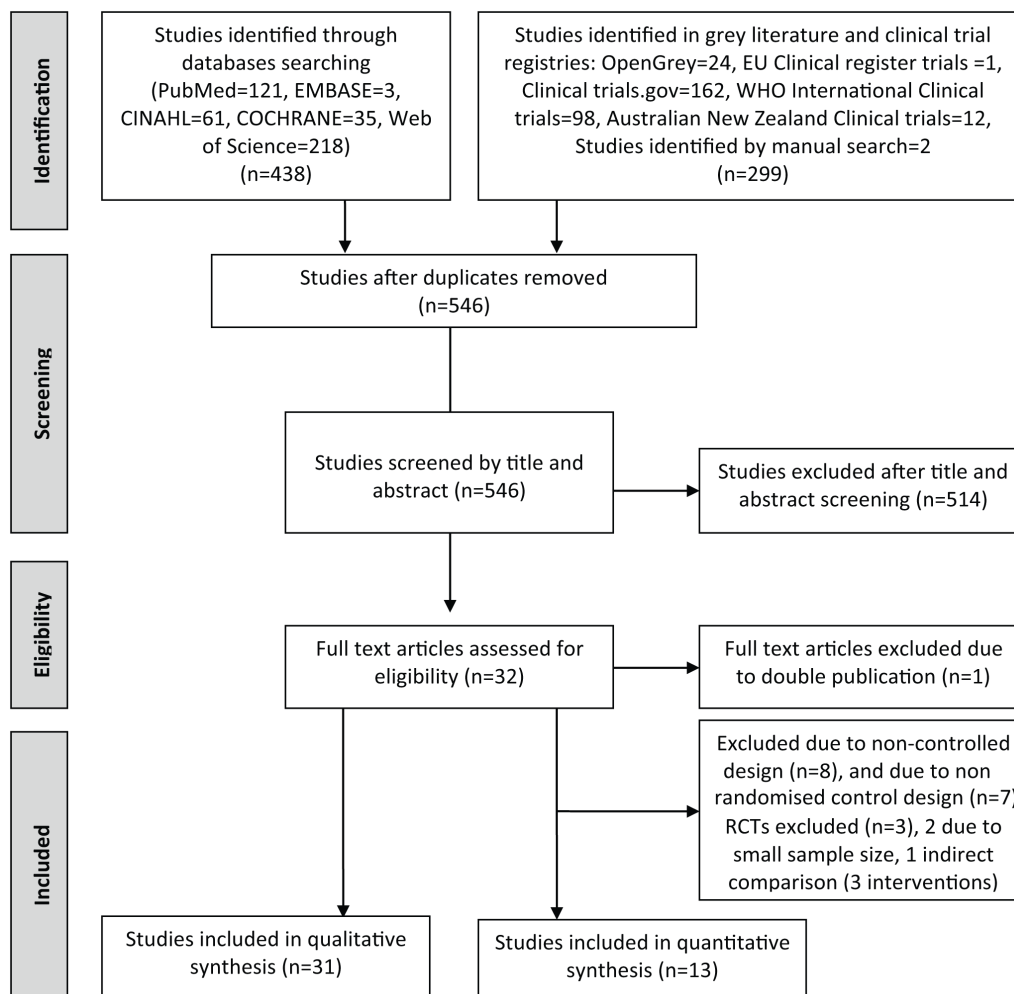 Identification
Studies identified through
databases searching
(PubMed=121, EMBASE=3,
CINAHL=61, COCHRANE=35, Web
of Science=218)
(n=438)
Studies identified in grey literature and clinical trial
registries: OpenGrey=24, EU Clinical register trials =1,
Clinical trials.gov=162, WHO International Clinical
trials=98, Australian New Zealand Clinical trials=12,
Studies identified by manual search=2
(n=299)
Screening
Studies after duplicates removed
(n=546)
Studies screened by title and
abstract (n=546)
Studies excluded after title and
abstract screening (n=514)
Eligibility
Full text articles assessed for
eligibility (n=32)
Full text articles excluded due
to double publication (n=1)
Included
Excluded due to non-controlled
design (n=8), and due to non
randomised control design (n=7)
RCTs excluded (n=3), 2 due to
small sample size, 1 indirect
comparison (3 interventions)
Studies included in qualitative
synthesis (n=31)
Studies included in quantitative
synthesis (n=13)